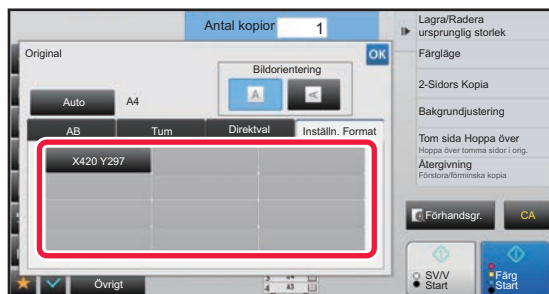 Antal kopior
1
Lagra/Radera
ursprunglig storlek
Original
OK
Färgläge
Bildorientering
2-Sidors Kopia
A
A
Auto
A4
Bakgrundjustering
AB
Tum
Direktval
Inställn. Format
Tom sida Hoppa över
Hoppa över tomma sidor i orig.
X420 Y297
Återgivning
Förstora/förminska kopia
Förhandsgr.
CA
Övrigt
4
A3
SV/V
Start
Färg
Start